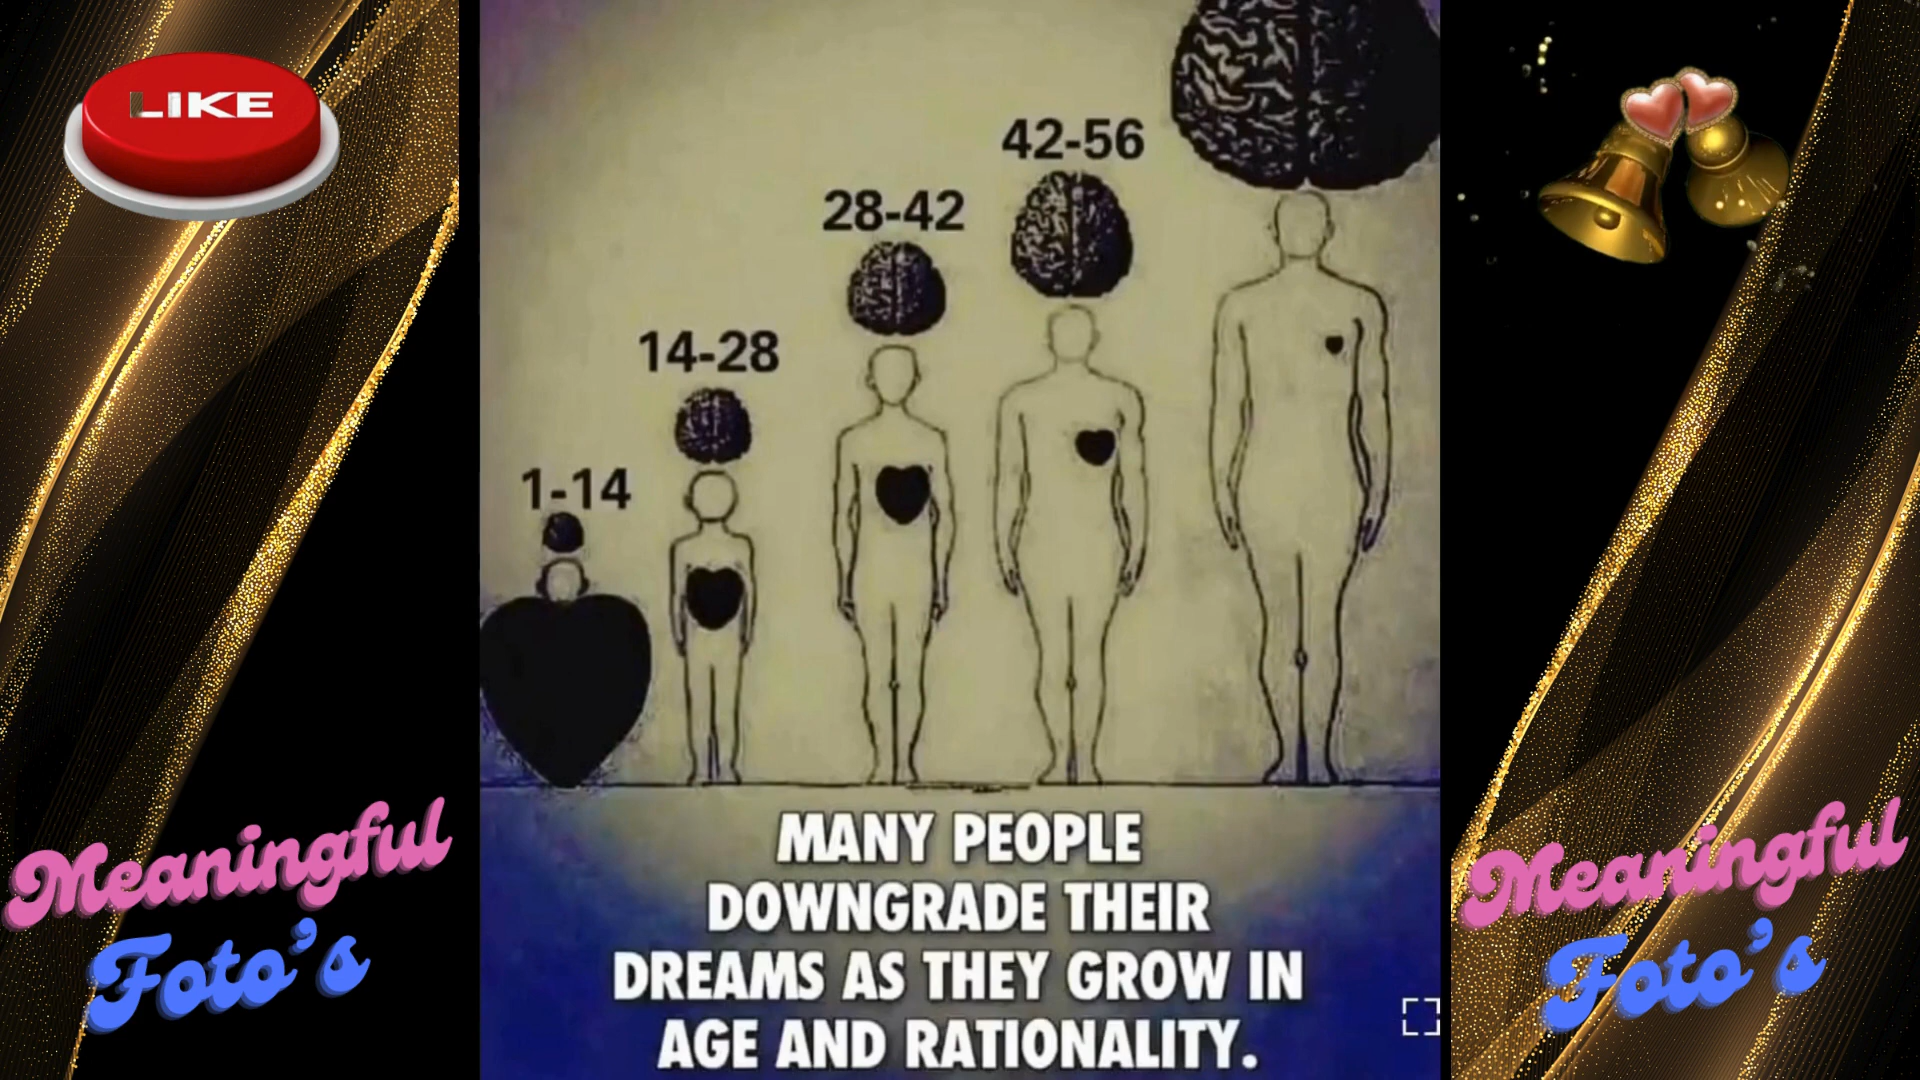 LIKE
42-56
28-42
14-28
1-14
MANY PEOPLE
DOWNGRADE THEIR
DREAMS AS THEY GROW IN
AGE AND RATIONALITY.
Meaningful
Foto's
Meaningful
Foto's